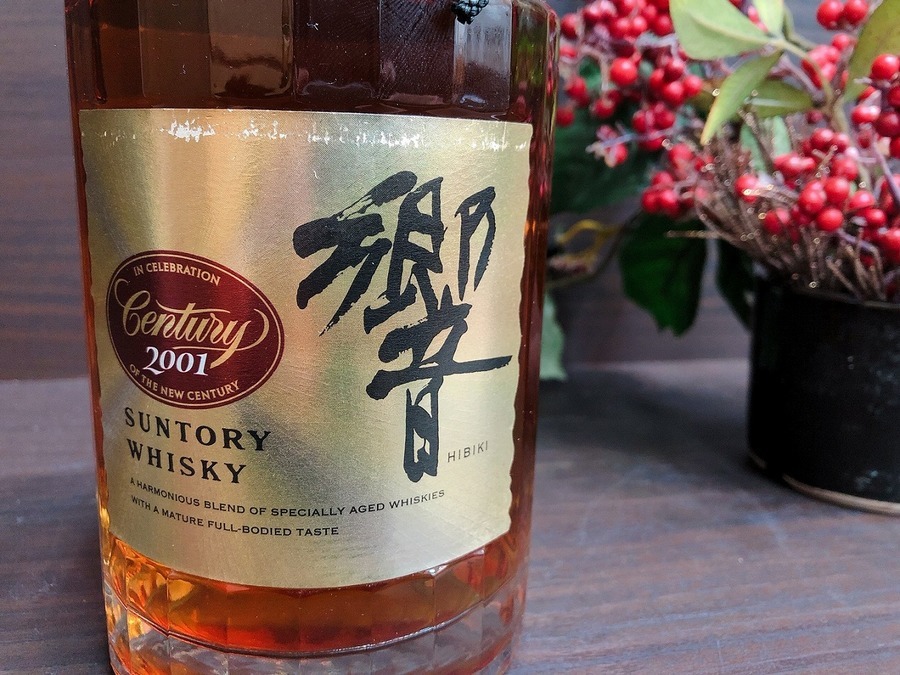 IN CELEBRATION
Century
2001
OF THE NEW CENTURY
響
HIBIKI
SUNTORY
WHISKY
A HARMONIOUS BLEND OF SPECIALLY AGED WHISKIES
WITH A MATURE FULL-BODIED TASTE